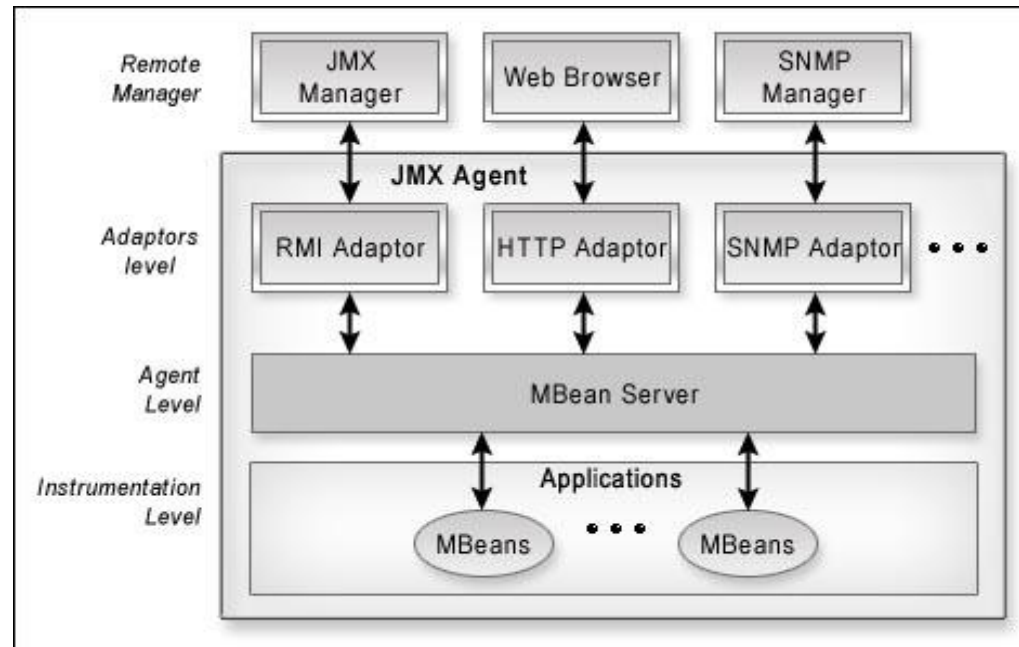 Remote
Manager
JMX
Manager
Web Browser
SNMP
Manager
JMX Agent
Adaptors
level
RMI Adaptor
HTTP Adaptor
SNMP Adaptor
Agent
Level
MBean Server
Instrumentation
Level
Applications
MBeans
MBeans